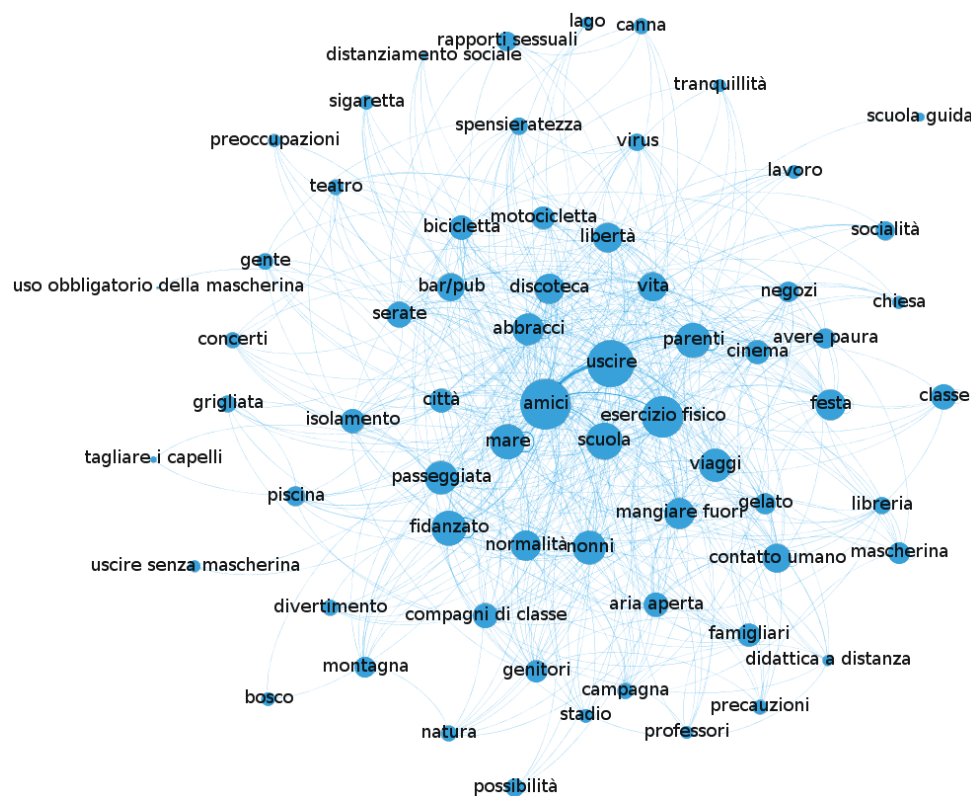 lago
canna
rapporti sessuali
distanziamento sociale
tranquillità
sigaretta
scuola guida
spensieratezza
preoccupazioni
virus
lavoro
teatro
motocicletta
bicicletta
libertà
socialità
gente
uso obbligatorio della mascherina
bar/pub
discoteca
vita
negozi
chiesa
serate
abbracci
concerti
parenti
avere paura
cinema
uscire
classe
grigliata
città
amici
festa
isolamento
esercizio fisico
mare
scuola
tagliare i capelli
viaggi
passeggiata
piscina
gelato
libreria
mangiare fuori
fidanzato
normalità
nonni
mascherina
contatto umano
uscire senza mascherina
divertimento
compagni di classe
aria aperta
famigliari
didattica a distanza
montagna
genitori
bosco
campagna
precauzioni
stadio
natura
professori
possibilità